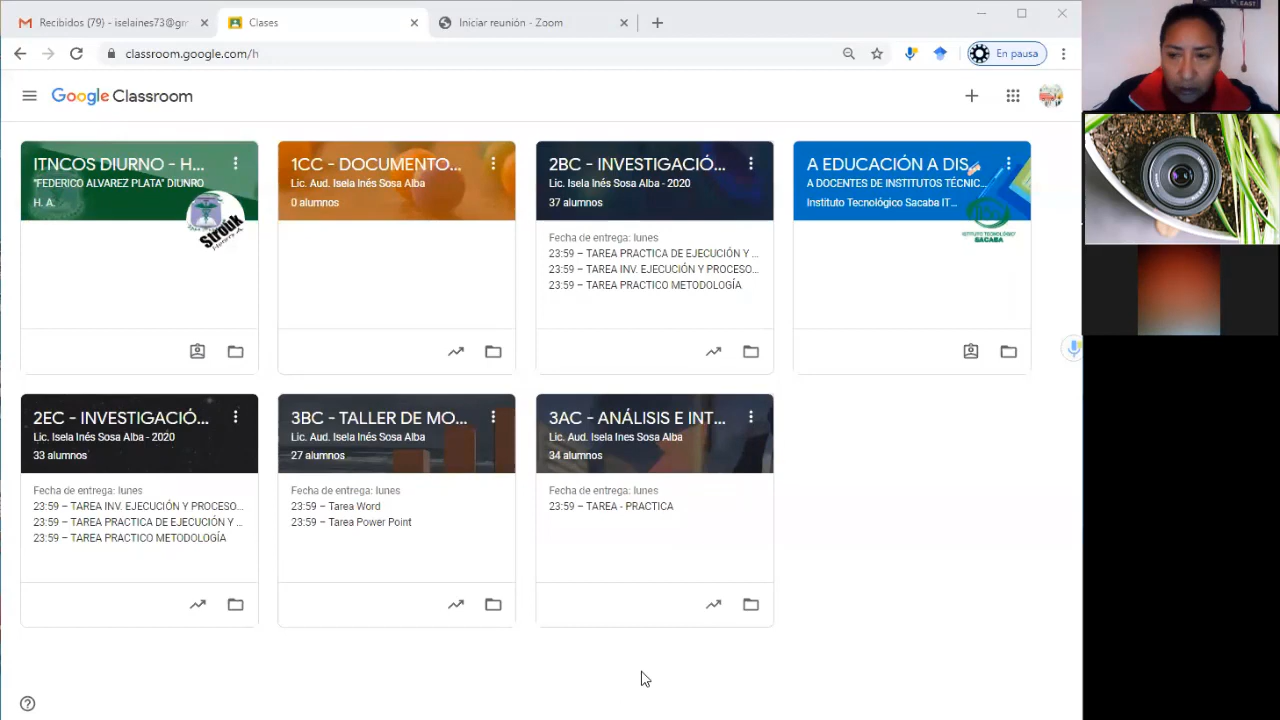 Recibidos (79) - iselaines73@gm
Clases
Iniciar reunión - Zoom
classroom.google.com/h
En pausa
Google Classroom
ITNCOS DIURNO - H...
"FEDERICO ALVAREZ PLATA" DIUNRO
H. A.
Strouk
1CC - DOCUMENTO...
Lic. Aud. Isela Inés Sosa Alba
0 alumnos
2BC - INVESTIGACIÓ...
Lic. Isela Inés Sosa Alba - 2020
37 alumnos
Fecha de entrega: lunes
23:59 – TAREA PRACTICA DE EJECUCIÓN Y ...
23:59 – TAREA INV. EJECUCIÓN Y PROCESO...
23:59 – TAREA PRACTICO METODOLOGÍA
A EDUCACIÓN A DIS...
A DOCENTES DE INSTITUTOS TÉCNIC...
Instituto Tecnológico Sacaba IT...
SACABA
2EC - INVESTIGACIÓ...
Lic. Isela Inés Sosa Alba - 2020
33 alumnos
Fecha de entrega: lunes
23:59 – TAREA INV. EJECUCIÓN Y PROCESO...
23:59 – TAREA PRACTICA DE EJECUCIÓN Y ...
23:59 – TAREA PRACTICO METODOLOGÍA
3BC - TALLER DE MO...
Lic. Aud. Isela Inés Sosa Alba
27 alumnos
Fecha de entrega: lunes
23:59 – Tarea Word
23:59 – Tarea Power Point
3AC - ANÁLISIS E INT...
Lic. Aud. Isela Ines Sosa Alba
34 alumnos
Fecha de entrega: lunes
23:59 – TAREA - PRACTICA